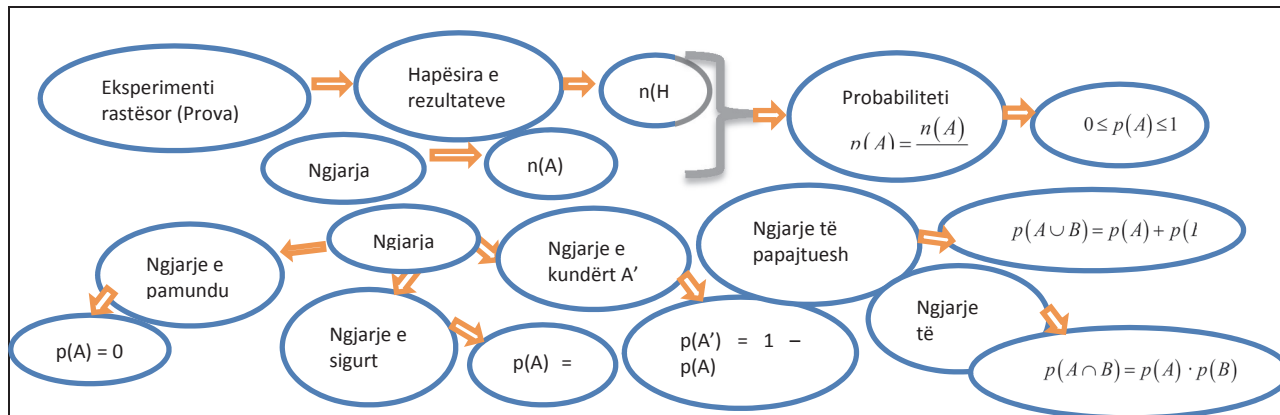 Eksperimenti
rastësor (Prova)
Hapësira e
rezultateve
n(H
Probabiliteti
p(A) = n(A)
0 ≤ p(A) ≤ 1
Ngjarja
n(A)
Ngjarja
Ngjarje e
pamundu
p(A) = 0
Ngjarje e
sigurt
p(A) =
Ngjarje e
kundërt A’
p(A’) = 1 –
p(A)
Ngjarje të
papajtuesh
p(A∪B) = p(A) + p(
Ngjarje
të
p(A∩B) = p(A) · p(B)